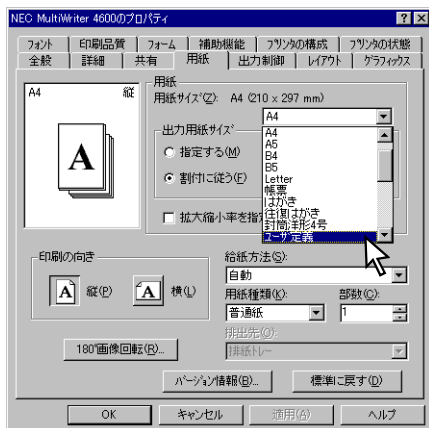 NEC MultiWriter 4600のプロパティ
フォント 印刷品質 フォーム 補助機能 プリンタの構成 プリンタの状態
全般 詳細 共有 用紙 出力制御 レイアウト グラフィックス
A4 縦
A
用紙
用紙サイズ(Z): A4 (210 x 297 mm)
A4
出力用紙サイズ
指定する(M)
割付に従う(F)
拡大縮小率を指定
A4
A5
B4
B5
Letter
帳票
はがき
往復はがき
封筒洋形4号
ユーザ定義
印刷の向き
A 縦(P) A 横(L)
180°画像回転(R)...
給紙方法(S):
自動
用紙種類(K): 部数(C):
普通紙 1
排出先(O):
排紙トレー
バージョン情報(B)... 標準に戻す(D)
OK キャンセル 適用(A) ヘルプ